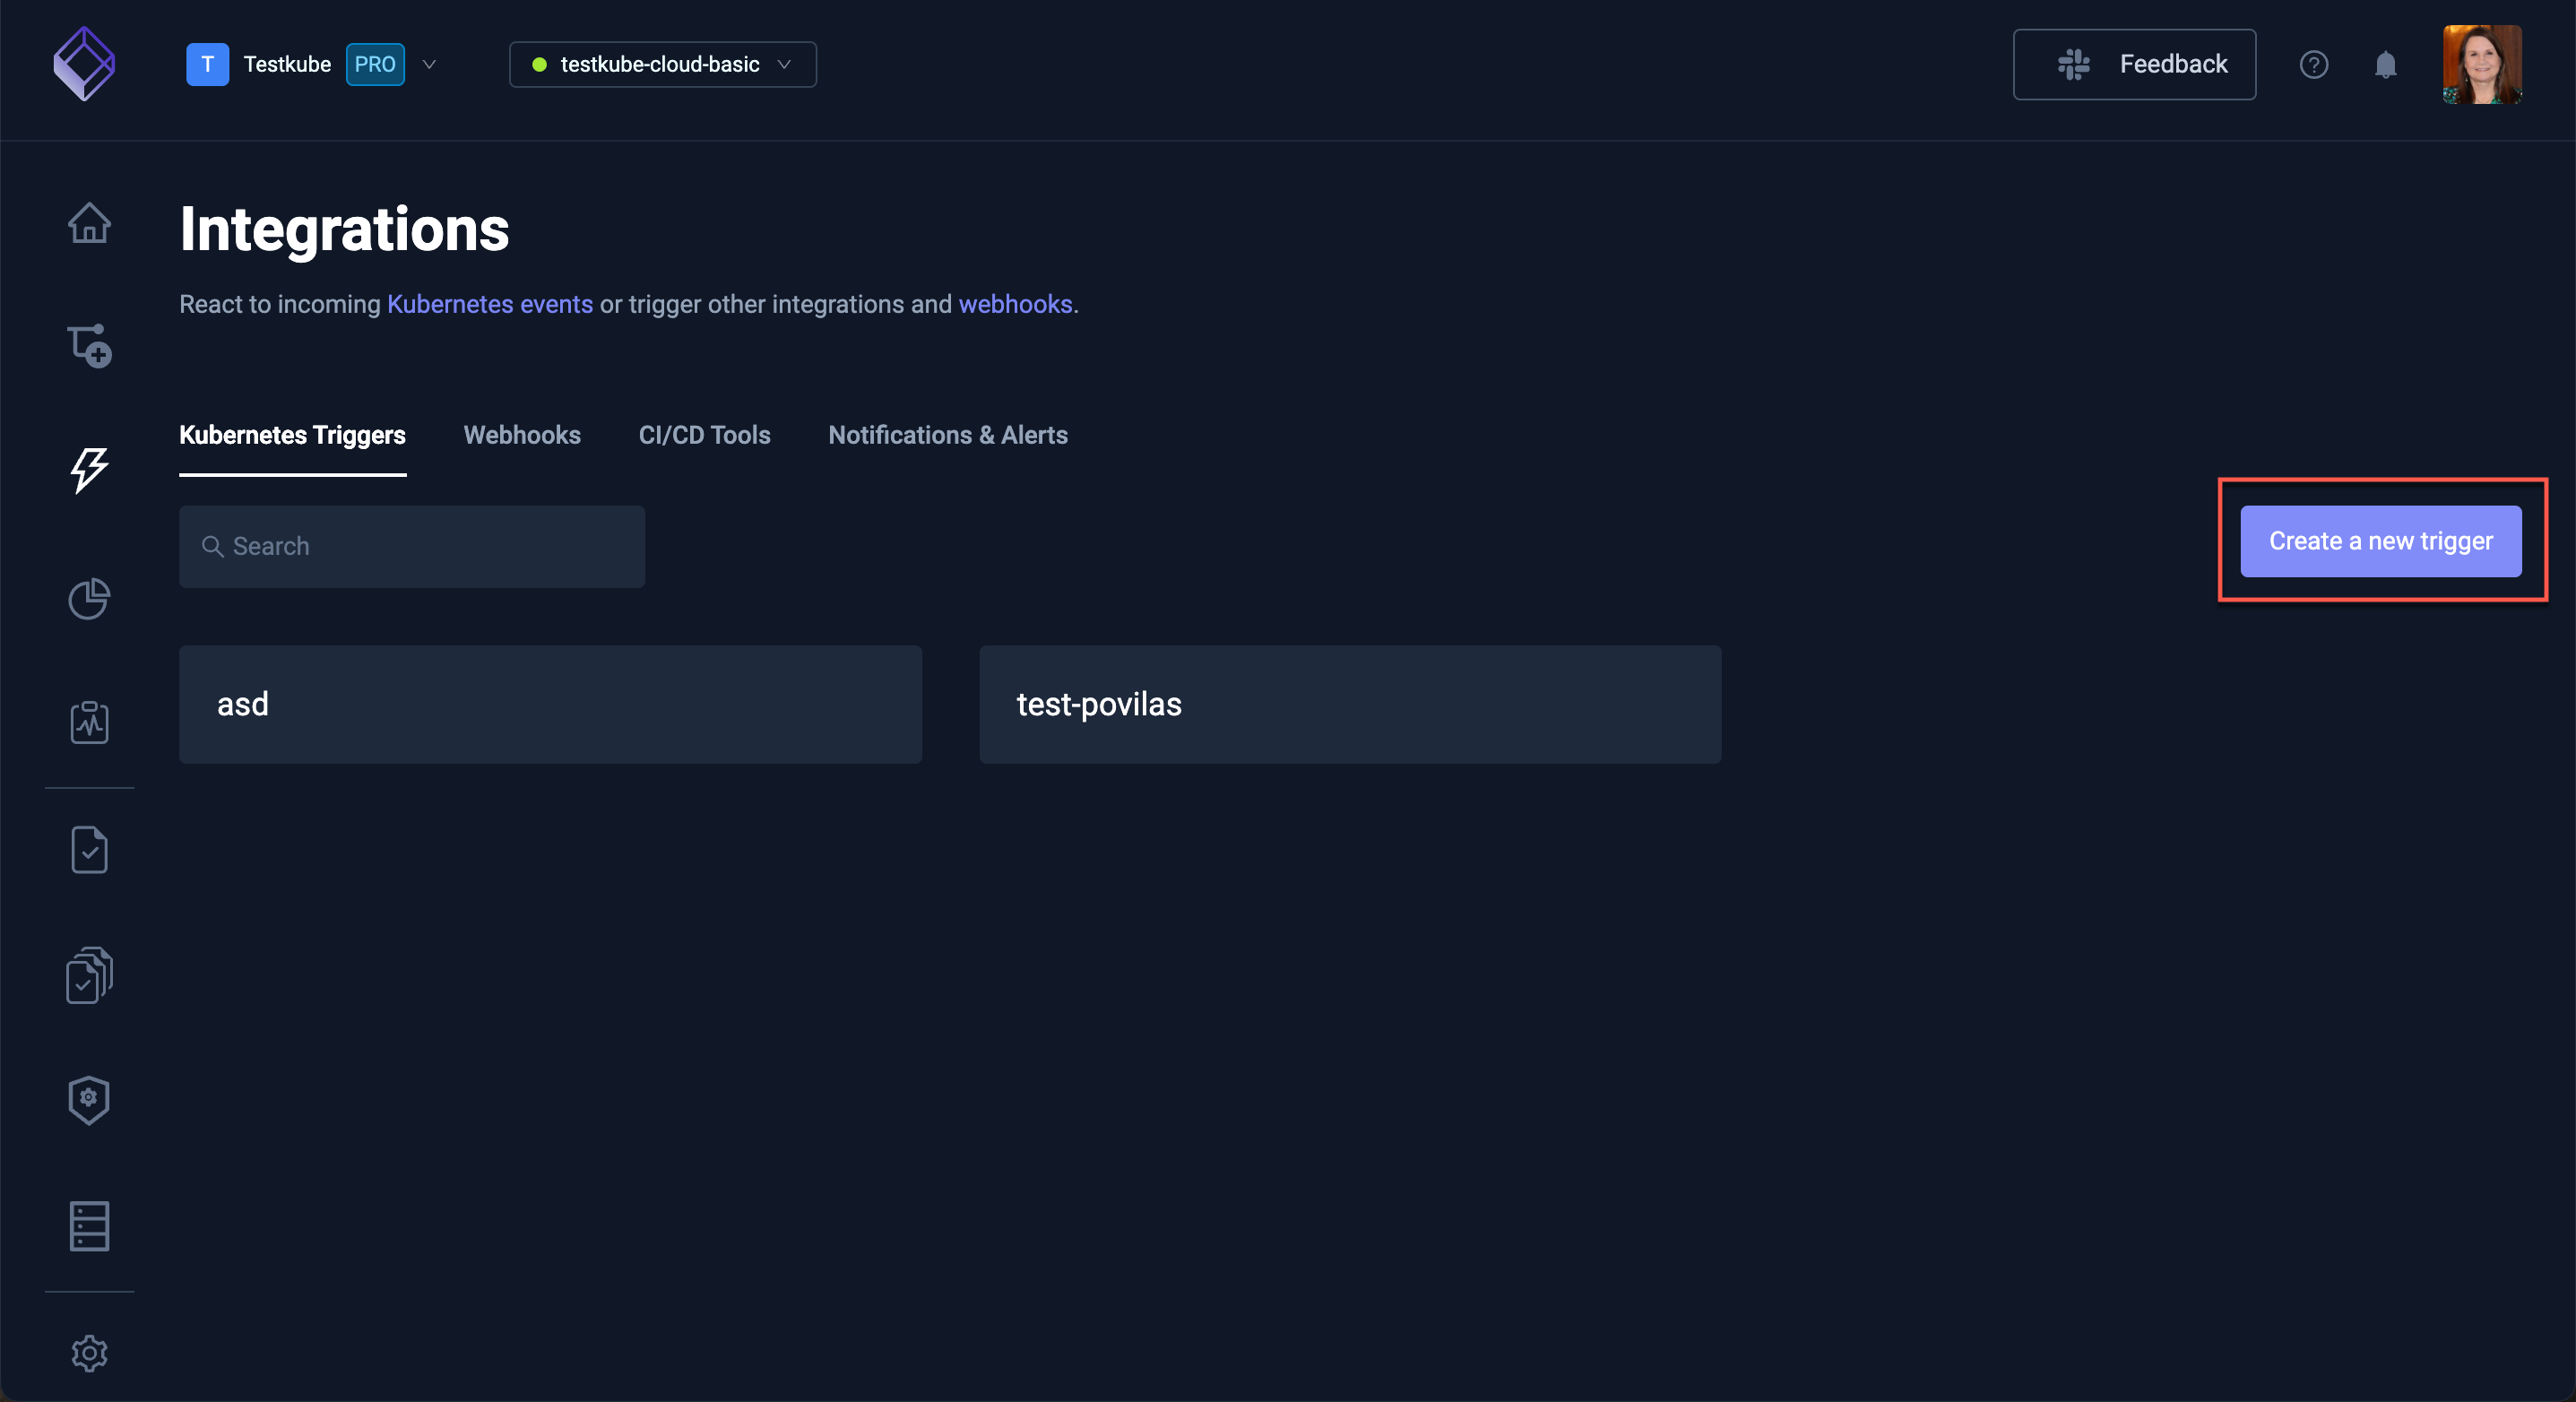 T Testkube PRO testkube-cloud-basic Feedback
Integrations
React to incoming Kubernetes events or trigger other integrations and webhooks.
Kubernetes Triggers Webhooks CI/CD Tools Notifications & Alerts
Search Create a new trigger
asd test-povilas